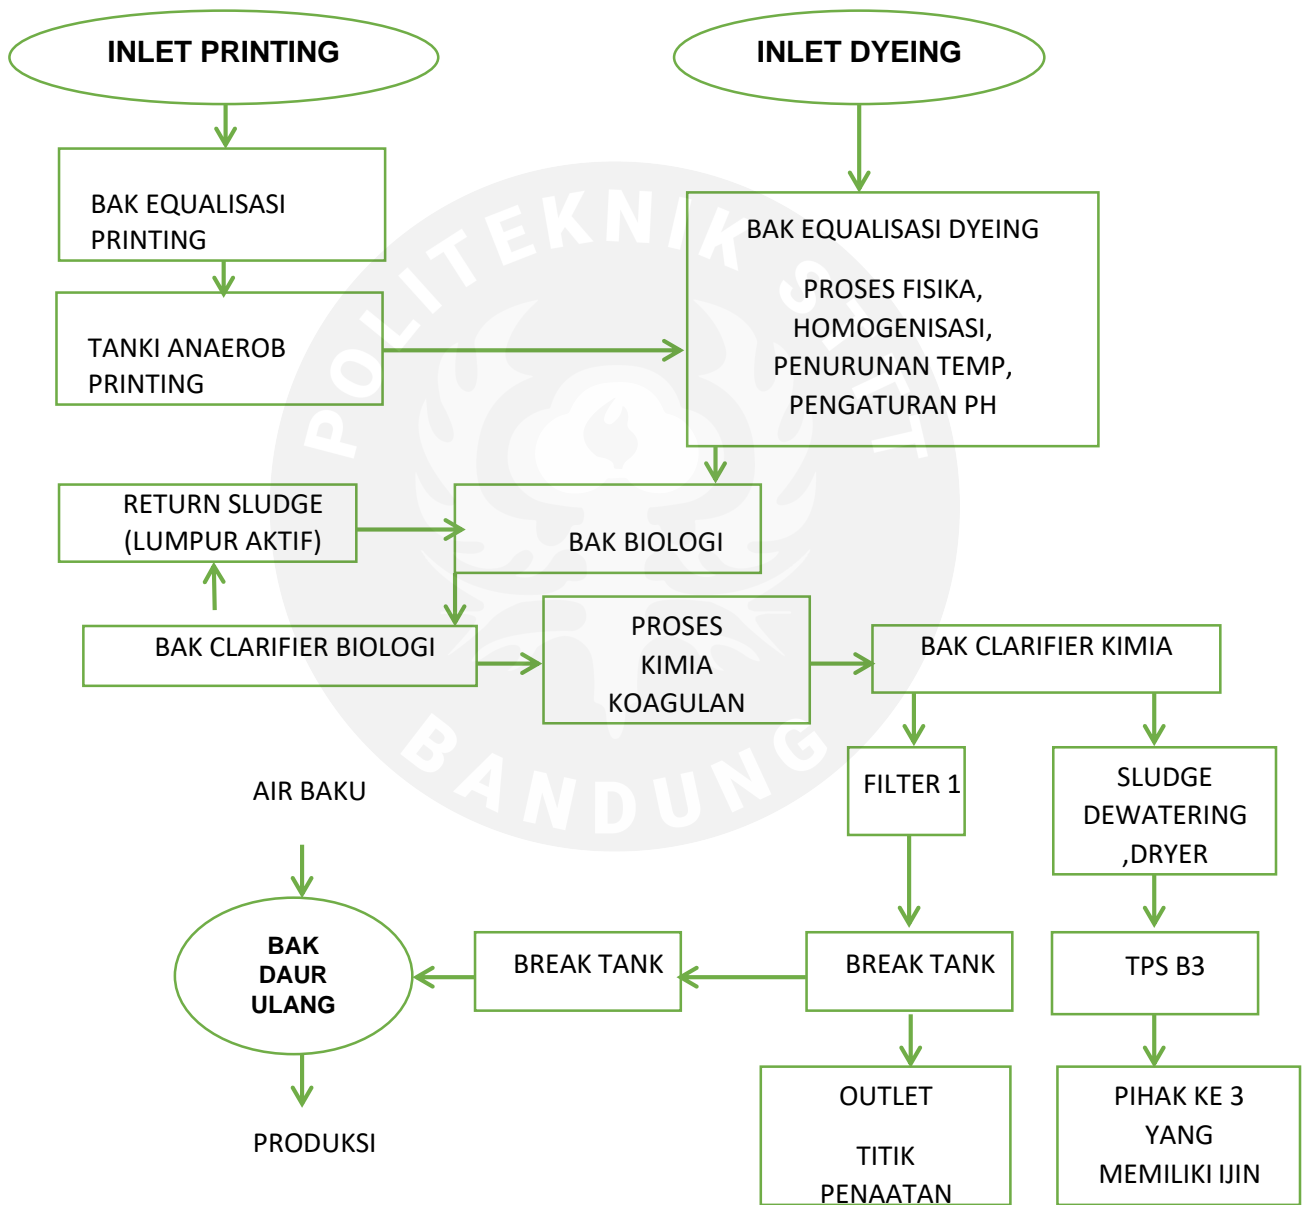 INLET PRINTING
INLET DYEING
BAK EQUALISASI
PRINTING
BAK EQUALISASI DYEING
PROSES FISIKA,
HOMOGENISASI,
PENURUNAN TEMP,
PENGATURAN PH
TANKI ANAEROB
PRINTING
RETURN SLUDGE
(LUMPUR AKTIF)
BAK BIOLOGI
BAK CLARIFIER BIOLOGI
PROSES
KIMIA
KOAGULAN
BAK CLARIFIER KIMIA
AIR BAKU
FILTER 1
SLUDGE
DEWATERING
,DRYER
BAK
DAUR
ULANG
BREAK TANK
BREAK TANK
TPS B3
PRODUKSI
OUTLET
TITIK
PENAATAN
PIHAK KE 3
YANG
MEMILIKI IJIN
POLITEKNIK STTT
BANDUNG